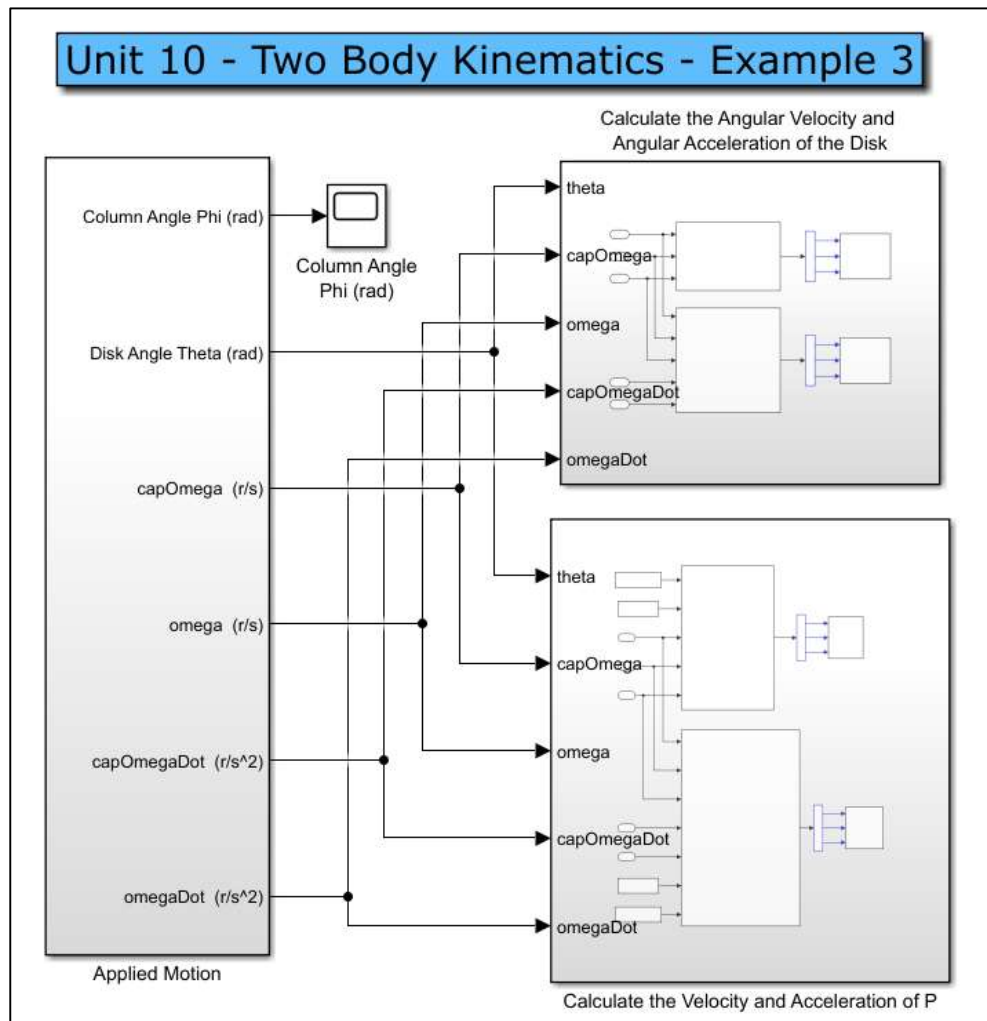 Unit 10 - Two Body Kinematics - Example 3
Column Angle Phi (rad)
Disk Angle Theta (rad)
capOmega  (r/s)
omega  (r/s)
capOmegaDot  (r/s^2)
omegaDot  (r/s^2)
Applied Motion
Column Angle
Phi (rad)
Calculate the Angular Velocity and
Angular Acceleration of the Disk
theta
capOmega
omega
capOmegaDot
omegaDot
theta
capOmega
omega
capOmegaDot
omegaDot
Calculate the Velocity and Acceleration of P